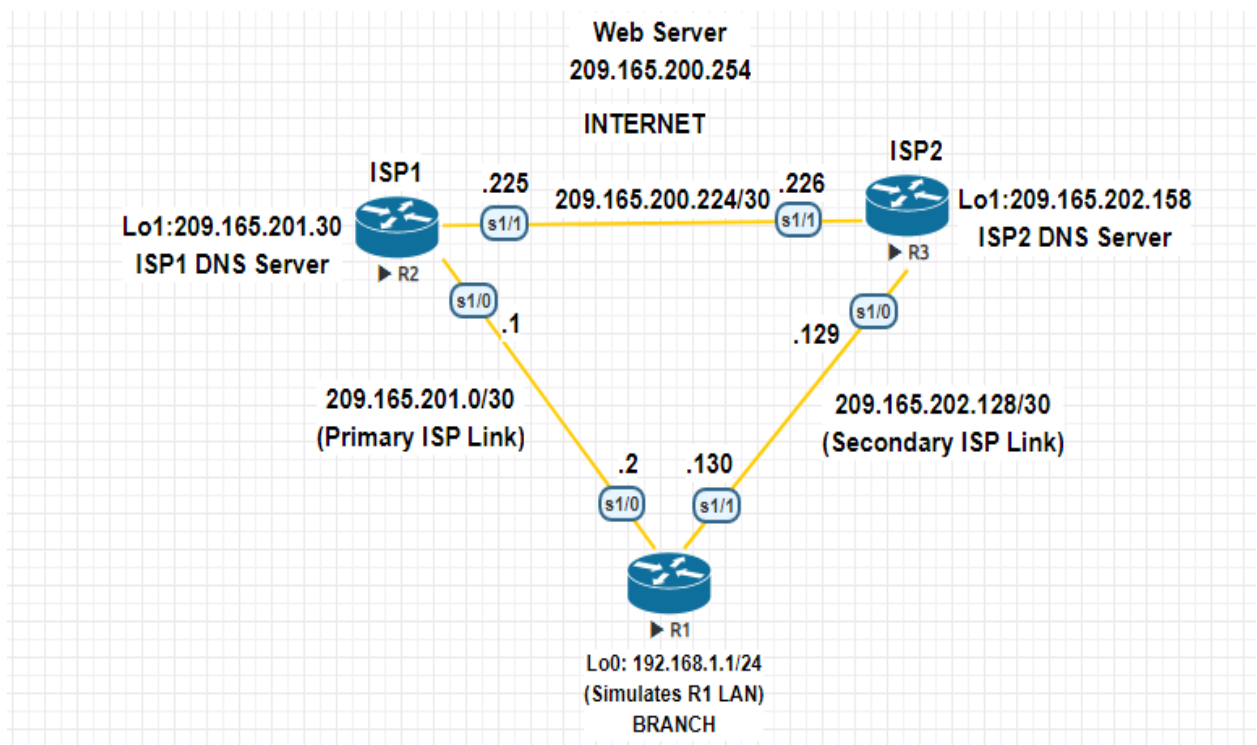 Web Server
209.165.200.254
INTERNET
ISP1
ISP2
.225
209.165.200.224/30
.226
Lo1:209.165.201.30
ISP1 DNS Server
s1/1
s1/1
Lo1:209.165.202.158
ISP2 DNS Server
R2
R3
s1/0
.1
s1/0
.129
209.165.201.0/30
(Primary ISP Link)
209.165.202.128/30
(Secondary ISP Link)
.2
.130
s1/0
s1/1
R1
Lo0: 192.168.1.1/24
(Simulates R1 LAN)
BRANCH